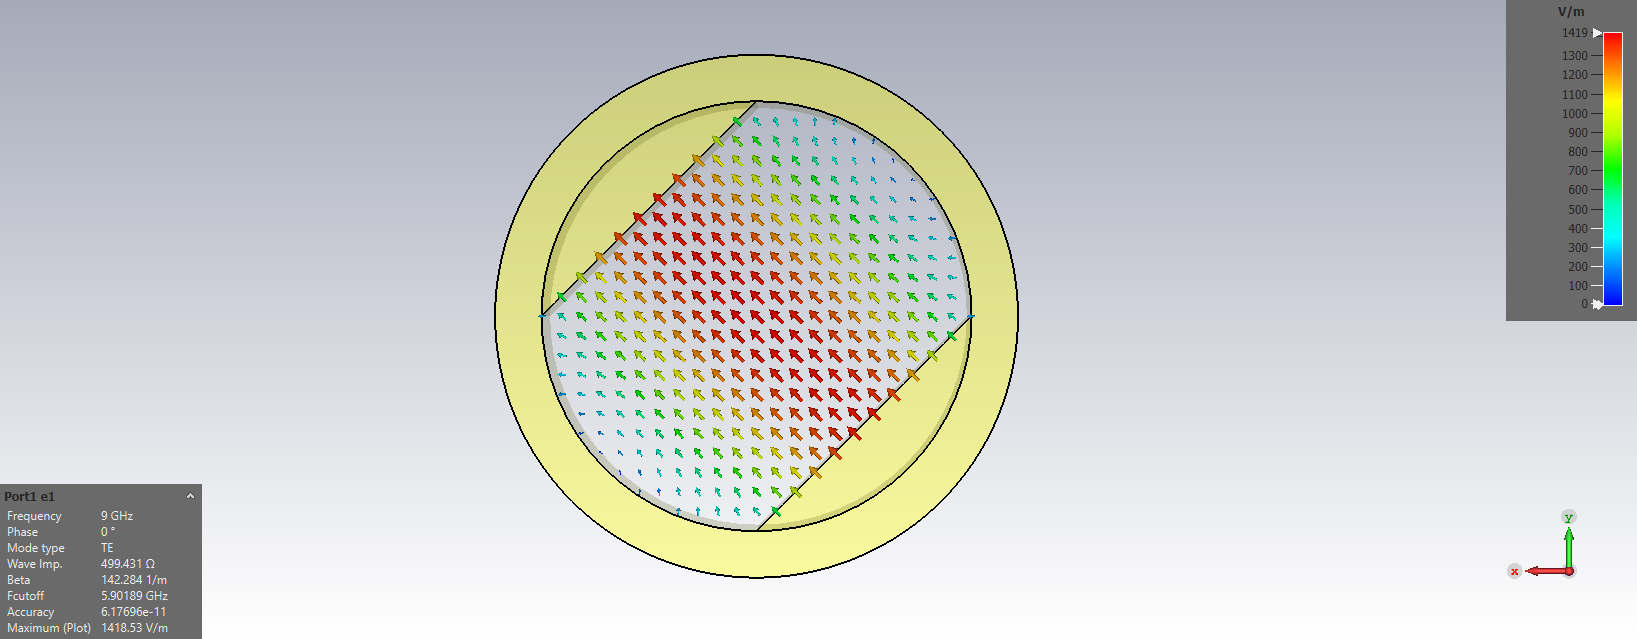 V/m
1419
1300
1200
1100
1000
900
800
700
600
500
400
300
200
100
0
Port1 e1
Frequency 9 GHz
Phase 0 °
Mode type TE
Wave Imp. 499.431 Ω
Beta 142.284 1/m
Fcutoff 5.90189 GHz
Accuracy 6.17696e-11
Maximum (Plot) 1418.53 V/m
y
x